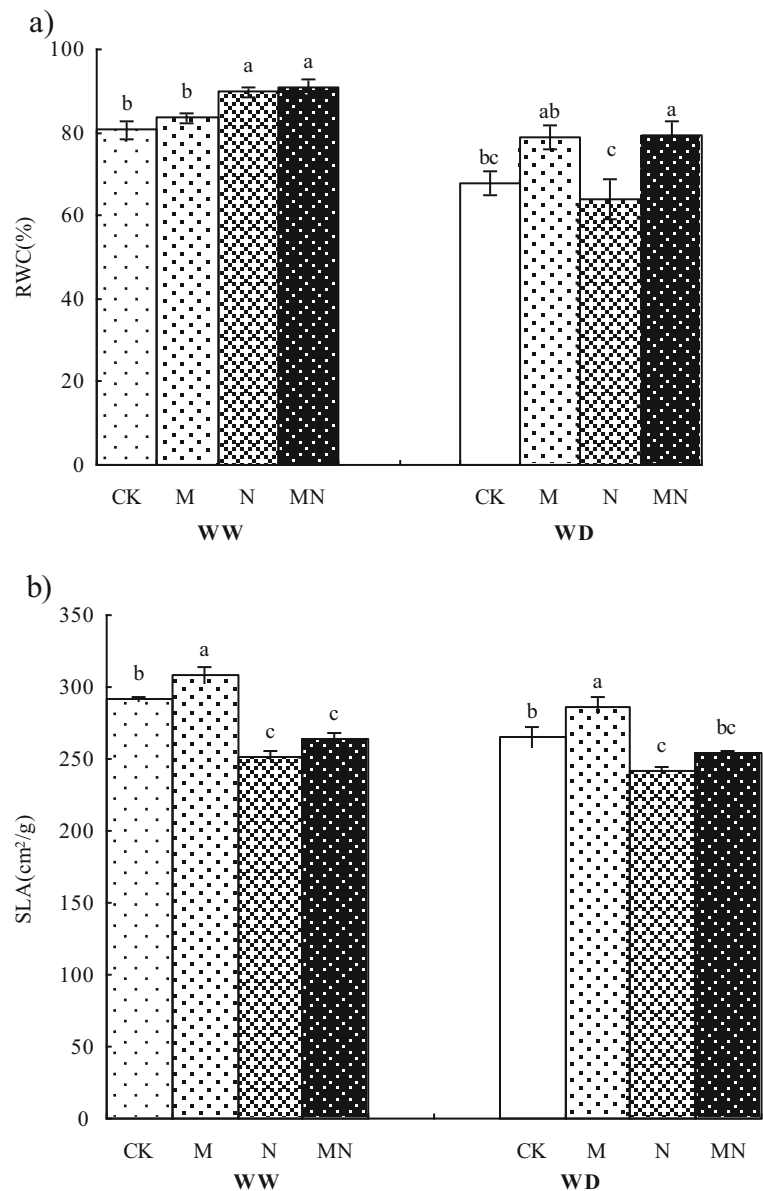 a)
100
80
60
40
20
0
RWC(%)
b b a a
bc ab c a
CK M N MN CK M N MN
WW WD
b)
350
300
250
200
150
100
50
0
SLA(cm²/g)
b a c c
b a c bc
CK M N MN CK M N MN
WW WD